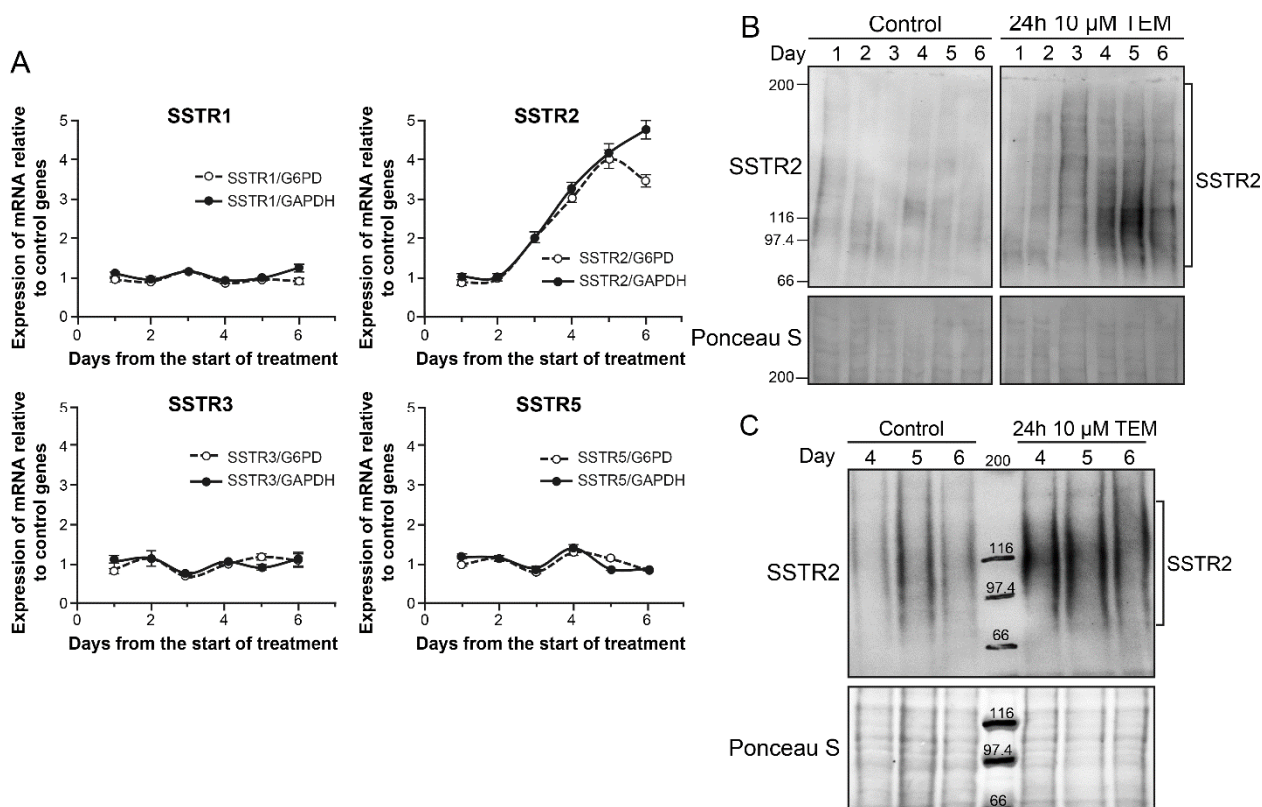 A
SSTR1
Expression of mRNA relative
to control genes
5
4
3
2
1
0
SSTR1/G6PD
SSTR1/GAPDH
0 2 4 6
Days from the start of treatment
SSTR2
Expression of mRNA relative
to control genes
5
4
3
2
1
0
SSTR2/G6PD
SSTR2/GAPDH
0 2 4 6
Days from the start of treatment
SSTR3
Expression of mRNA relative
to control genes
5
4
3
2
1
0
SSTR3/G6PD
SSTR3/GAPDH
0 2 4 6
Days from the start of treatment
SSTR5
Expression of mRNA relative
to control genes
5
4
3
2
1
0
SSTR5/G6PD
SSTR5/GAPDH
0 2 4 6
Days from the start of treatment
B
Control 24h 10 µM TEM
Day 1 2 3 4 5 6 1 2 3 4 5 6
200
SSTR2
116
97.4
66
SSTR2
Ponceau S
200
C
Control 24h 10 µM TEM
Day 4 5 6 200 4 5 6
116
SSTR2
97.4
66
SSTR2
116
Ponceau S
97.4
66